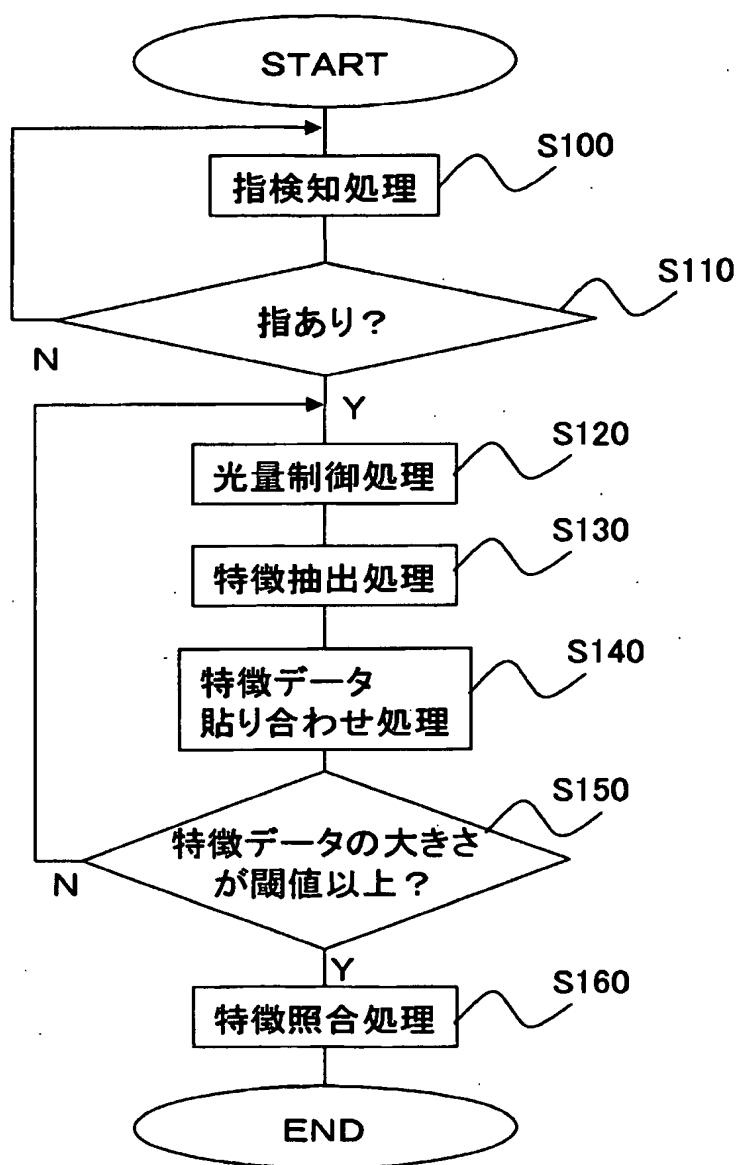 START
S100
指検知処理
S110
指あり？
N
Y
S120
光量制御処理
S130
特徴抽出処理
S140
特徴データ
貼り合わせ処理
S150
特徴データの大きさ
が閾値以上？
N
Y
S160
特徴照合処理
END